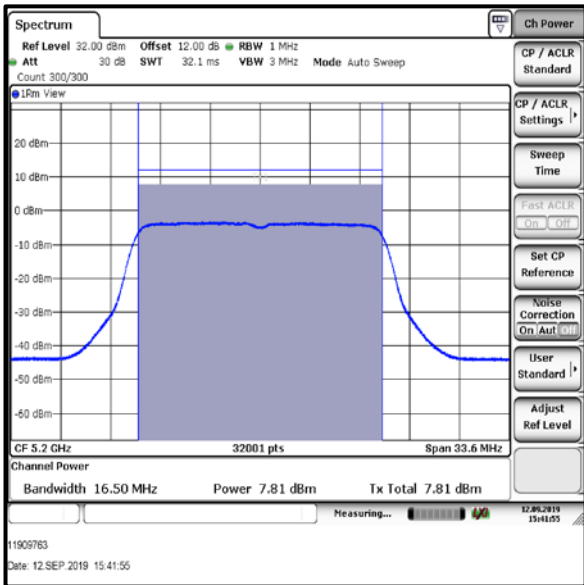 Spectrum
Ref Level 32.00 dBm Offset 12.00 dB RBW 1 MHz
Att 30 dB SWT 32.1 ms VBW 3 MHz Mode Auto Sweep
Count 300/300
1Rm View
20 dBm
10 dBm
0 dBm
-10 dBm
-20 dBm
-30 dBm
-40 dBm
-50 dBm
-60 dBm
CF 5.2 GHz 32001 pts Span 33.6 MHz
Channel Power
Bandwidth 16.50 MHz Power 7.81 dBm Tx Total 7.81 dBm
Measuring... 12.09.2019
15:41:55
Ch Power
CP / ACLR
Standard
CP / ACLR
Settings
Sweep
Time
Fast ACLR
On Off
Set CP
Reference
Noise
Correction
On Aut Off
User
Standard
Adjust
Ref Level
11909763
Date: 12.SEP.2019 15:41:55